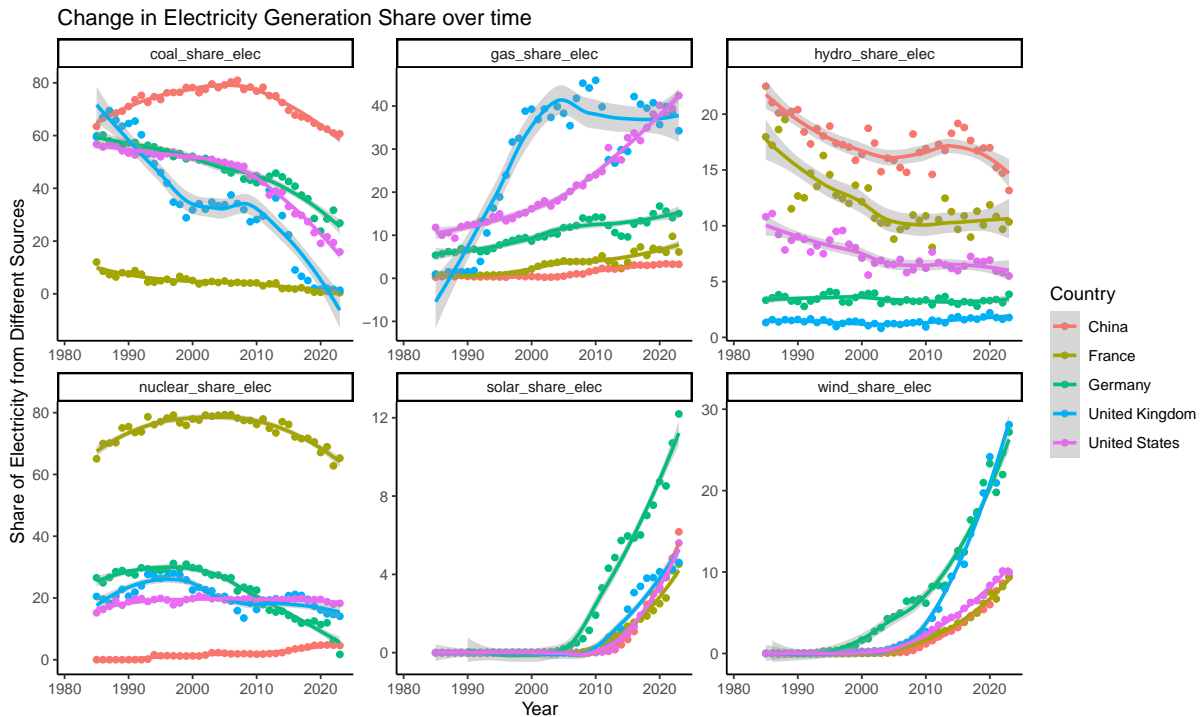 Change in Electricity Generation Share over time
coal_share_elec
gas_share_elec
hydro_share_elec
80
60
40
20
0
40
30
20
10
0
−10
20
15
10
5
0
1980 1990 2000 2010 2020
1980 1990 2000 2010 2020
1980 1990 2000 2010 2020
nuclear_share_elec
solar_share_elec
wind_share_elec
80
60
40
20
0
12
8
4
0
30
20
10
0
1980 1990 2000 2010 2020
1980 1990 2000 2010 2020
1980 1990 2000 2010 2020
Share of Electricity from Different Sources
Year
Country
China
France
Germany
United Kingdom
United States